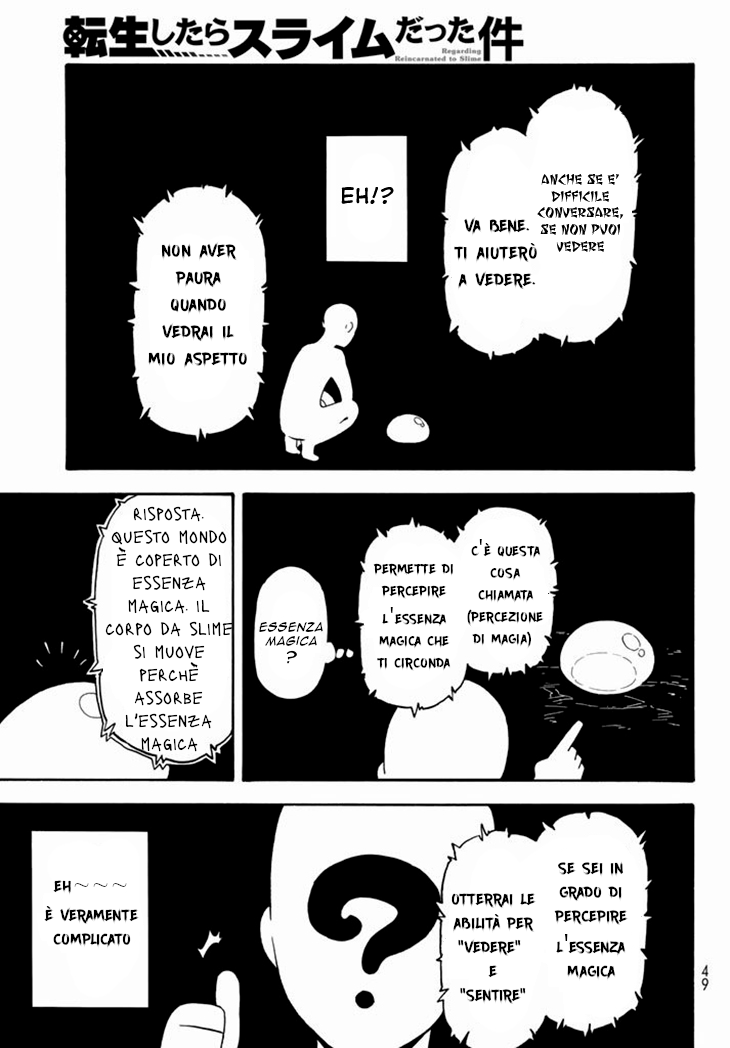 転生したらスライムだった件
Regarding
Reincarnated to Slime
ANCHE SE E'
DIFFICILE
CONVERSARE,
SE NON PUOI
VEDERE
VA BENE.
TI AIUTERÒ
A VEDERE.
EH!?
NON AVER
PAURA
QUANDO
VEDRAI IL
MIO ASPETTO
C'È QUESTA
COSA
CHIAMATA
(PERCEZIONE
DI MAGIA)
PERMETTE DI
PERCEPIRE
L'ESSENZA
MAGICA CHE
TI CIRCONDA
ESSENZA
MAGICA
?
RISPOSTA.
QUESTO MONDO
È COPERTO DI
ESSENZA
MAGICA. IL
CORPO DA SLIME
SI MUOVE
PERCHÈ
ASSORBE
L'ESSENZA
MAGICA
SE SEI IN
GRADO DI
PERCEPIRE
L'ESSENZA
MAGICA
OTTERRAI LE
ABILITÀ PER
"VEDERE"
E
"SENTIRE"
?
EH~~~
È VERAMENTE
COMPLICATO
49